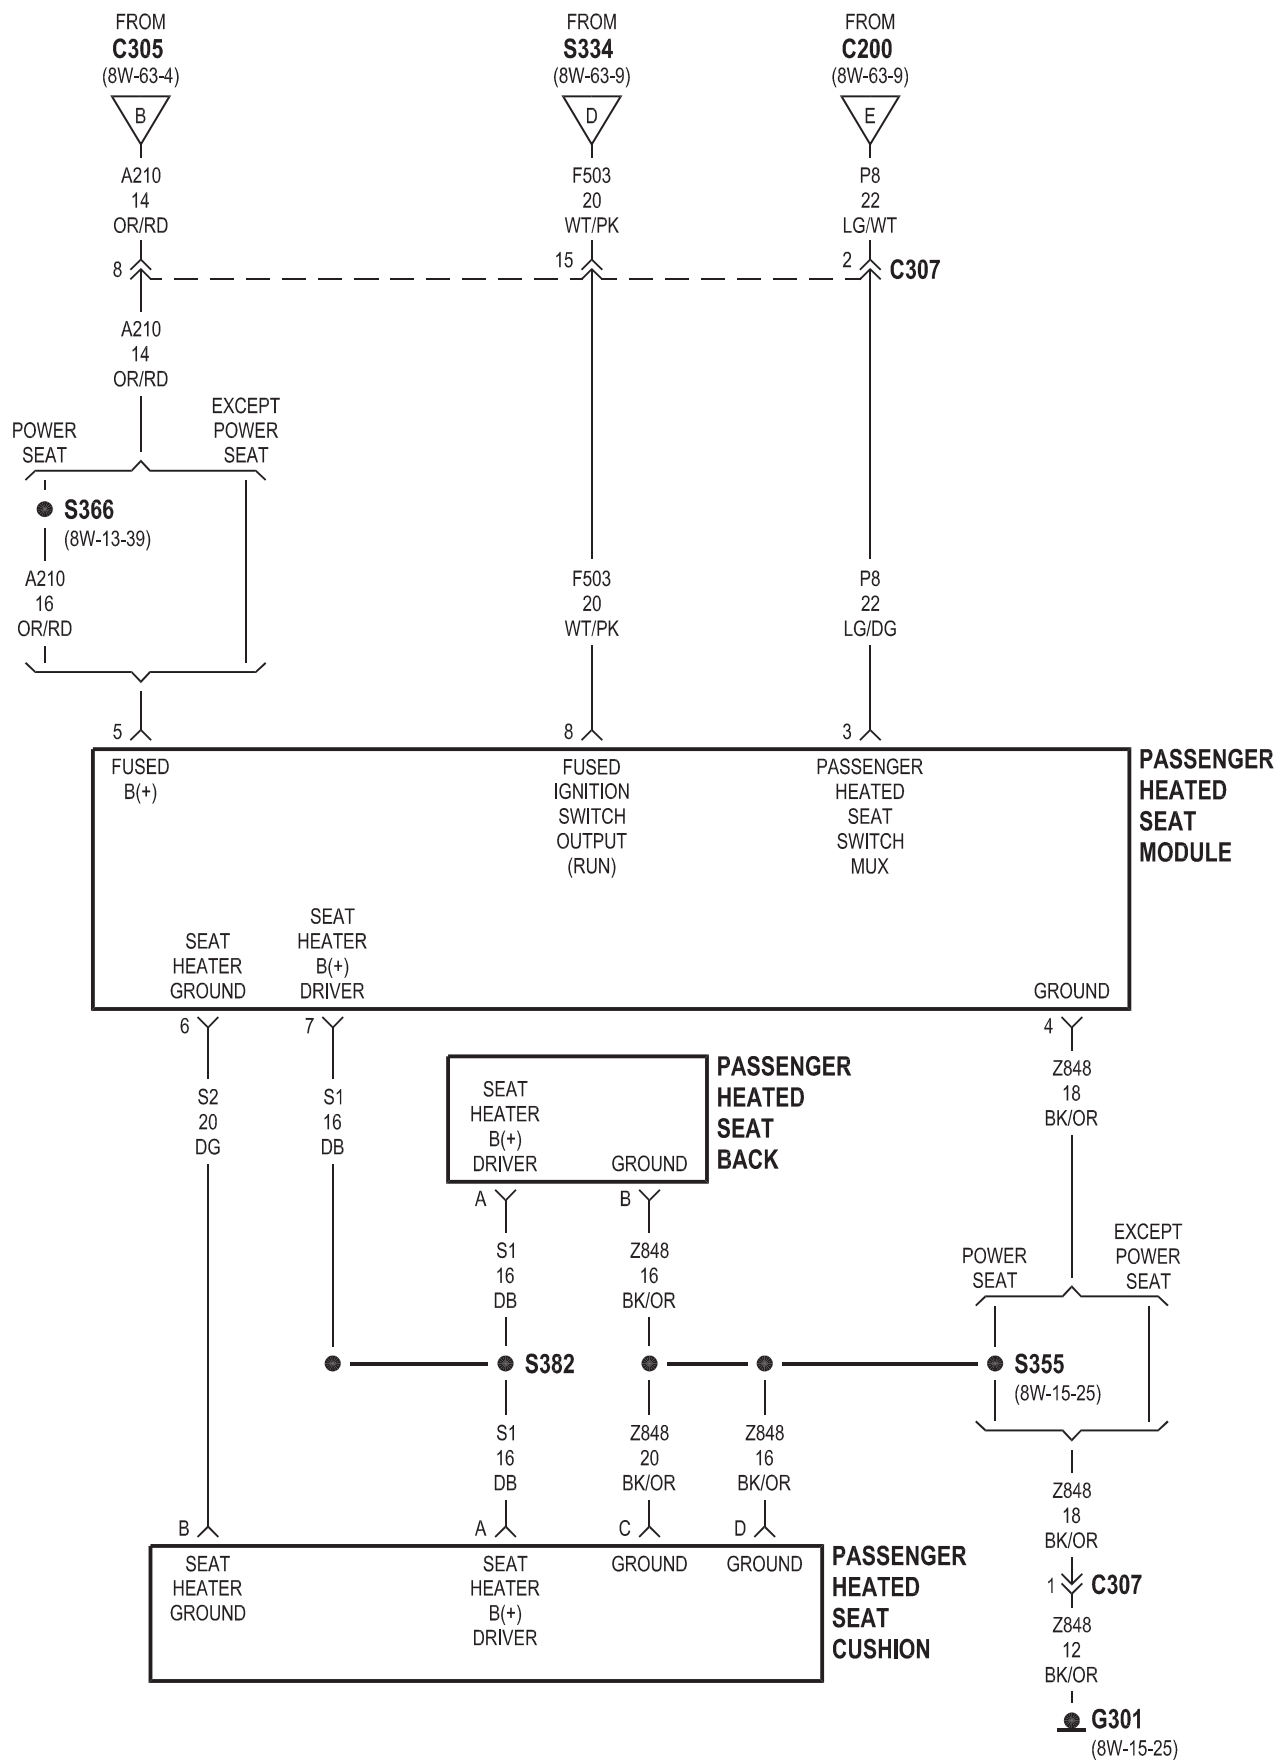 FROM
C305
(8W-63-4)
B
A210
14
OR/RD
8
FROM
S334
(8W-63-9)
D
F503
20
WT/PK
15
FROM
C200
(8W-63-9)
E
P8
22
LG/WT
2
C307
A210
14
OR/RD
POWER
SEAT
EXCEPT
POWER
SEAT
S366
(8W-13-39)
A210
16
OR/RD
F503
20
WT/PK
P8
22
LG/DG
5
8
3
FUSED
B(+)
FUSED
IGNITION
SWITCH
OUTPUT
(RUN)
PASSENGER
HEATED
SEAT
SWITCH
MUX
PASSENGER
HEATED
SEAT
MODULE
SEAT
HEATER
GROUND
SEAT
HEATER
B(+)
DRIVER
GROUND
6
7
4
S2
20
DG
S1
16
DB
Z848
18
BK/OR
SEAT
HEATER
B(+)
DRIVER
GROUND
PASSENGER
HEATED
SEAT
BACK
A
B
S1
16
DB
Z848
16
BK/OR
POWER
SEAT
EXCEPT
POWER
SEAT
S382
S355
(8W-15-25)
S1
16
DB
Z848
20
BK/OR
Z848
16
BK/OR
Z848
18
BK/OR
B
A
C
D
SEAT
HEATER
GROUND
SEAT
HEATER
B(+)
DRIVER
GROUND
GROUND
PASSENGER
HEATED
SEAT
CUSHION
1
C307
Z848
12
BK/OR
G301
(8W-15-25)